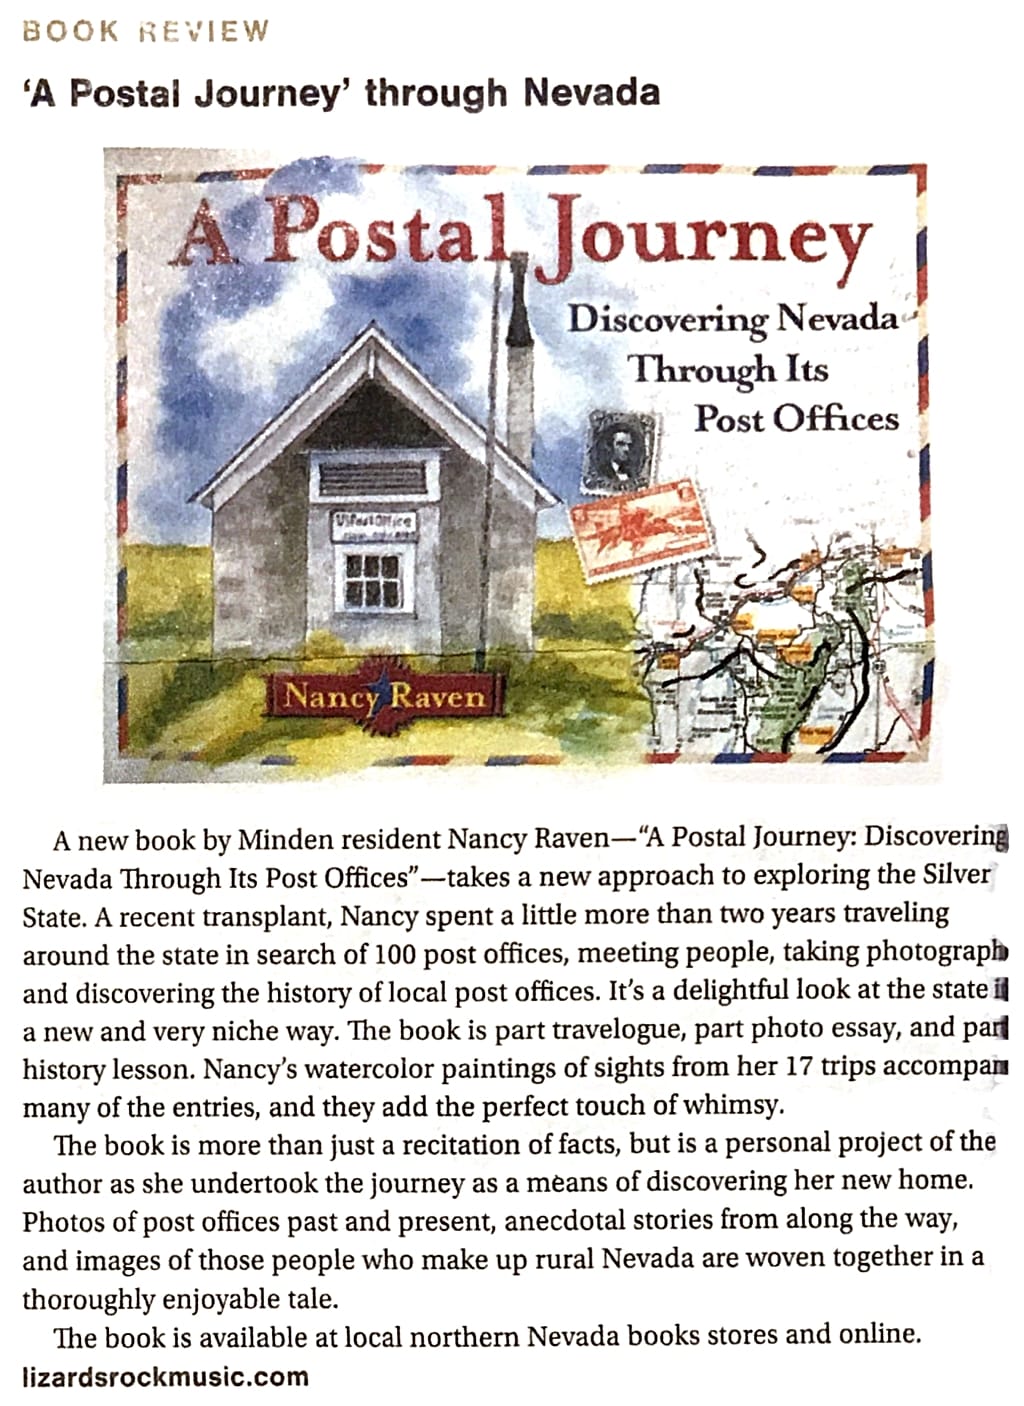 BOOK REVIEW
‘A Postal Journey’ through Nevada
A Postal Journey
Discovering Nevada
Through Its
Post Offices
US Post Office
Nancy Raven
A new book by Minden resident Nancy Raven—“A Postal Journey: Discovering
Nevada Through Its Post Offices”—takes a new approach to exploring the Silver
State. A recent transplant, Nancy spent a little more than two years traveling
around the state in search of 100 post offices, meeting people, taking photograph
and discovering the history of local post offices. It’s a delightful look at the state i
a new and very niche way. The book is part travelogue, part photo essay, and part
history lesson. Nancy’s watercolor paintings of sights from her 17 trips accompan
many of the entries, and they add the perfect touch of whimsy.
The book is more than just a recitation of facts, but is a personal project of the
author as she undertook the journey as a means of discovering her new home.
Photos of post offices past and present, anecdotal stories from along the way,
and images of those people who make up rural Nevada are woven together in a
thoroughly enjoyable tale.
The book is available at local northern Nevada books stores and online.
lizardsrockmusic.com